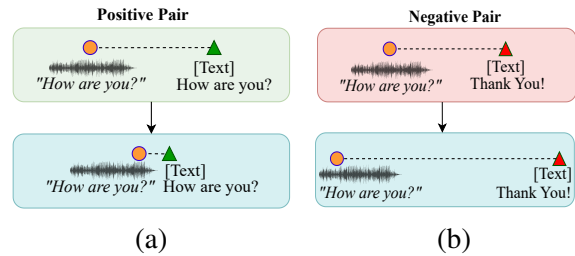 Positive Pair
"How are you?"
[Text]
How are you?
"How are you?"
[Text]
How are you?
(a)
Negative Pair
"How are you?"
[Text]
Thank You!
"How are you?"
[Text]
Thank You!
(b)